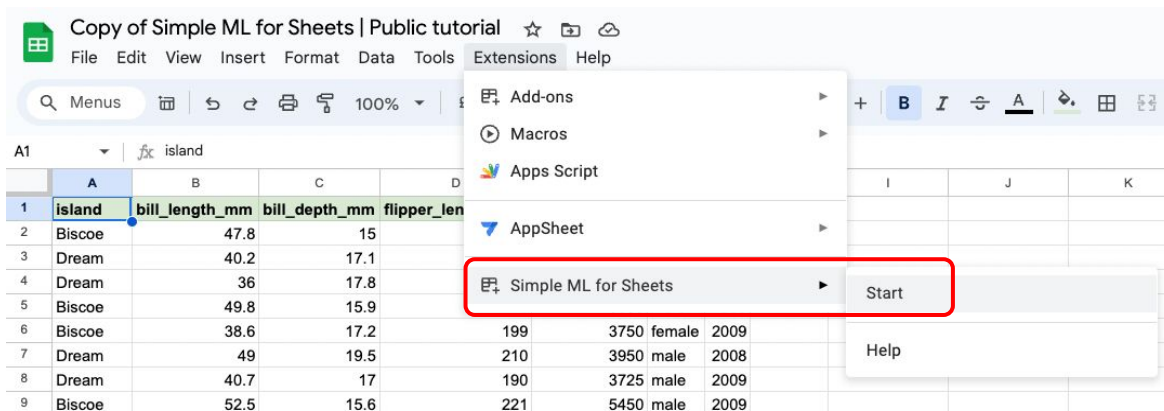 Copy of Simple ML for Sheets | Public tutorial
File Edit View Insert Format Data Tools Extensions Help
Menus 100% £
Add-ons
Macros
Apps Script
AppSheet
Simple ML for Sheets
Start
Help
B I A
A1 fx island
A B C D I J K
1 island bill_length_mm bill_depth_mm flipper_len
2 Biscoe 47.8 15
3 Dream 40.2 17.1
4 Dream 36 17.8
5 Biscoe 49.8 15.9
6 Biscoe 38.6 17.2 199 3750 female 2009
7 Dream 49 19.5 210 3950 male 2008
8 Dream 40.7 17 190 3725 male 2009
9 Biscoe 52.5 15.6 221 5450 male 2009